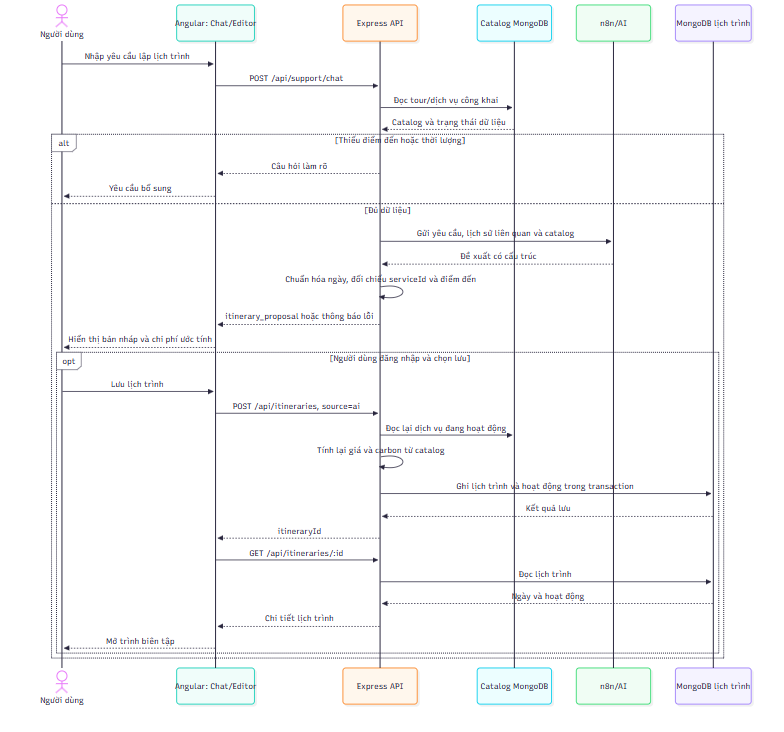 Người dùng
Angular: Chat/Editor
Express API
Catalog MongoDB
n8n/AI
MongoDB lịch trình
Nhập yêu cầu lập lịch trình
POST /api/support/chat
Đọc tour/dịch vụ công khai
Catalog và trạng thái dữ liệu
alt
[Thiếu điểm đến hoặc thời lượng]
Câu hỏi làm rõ
Yêu cầu bổ sung
[Đủ dữ liệu]
Gửi yêu cầu, lịch sử liên quan và catalog
Đề xuất có cấu trúc
Chuẩn hóa ngày, đối chiếu serviceId và điểm đến
itinerary_proposal hoặc thông báo lỗi
Hiển thị bản nháp và chi phí ước tính
opt
[Người dùng đăng nhập và chọn lưu]
Lưu lịch trình
POST /api/itineraries, source=ai
Đọc lại dịch vụ đang hoạt động
Tính lại giá và carbon từ catalog
Ghi lịch trình và hoạt động trong transaction
Kết quả lưu
itineraryId
GET /api/itineraries/:id
Đọc lịch trình
Ngày và hoạt động
Chi tiết lịch trình
Mở trình biên tập
Người dùng
Angular: Chat/Editor
Express API
Catalog MongoDB
n8n/AI
MongoDB lịch trình